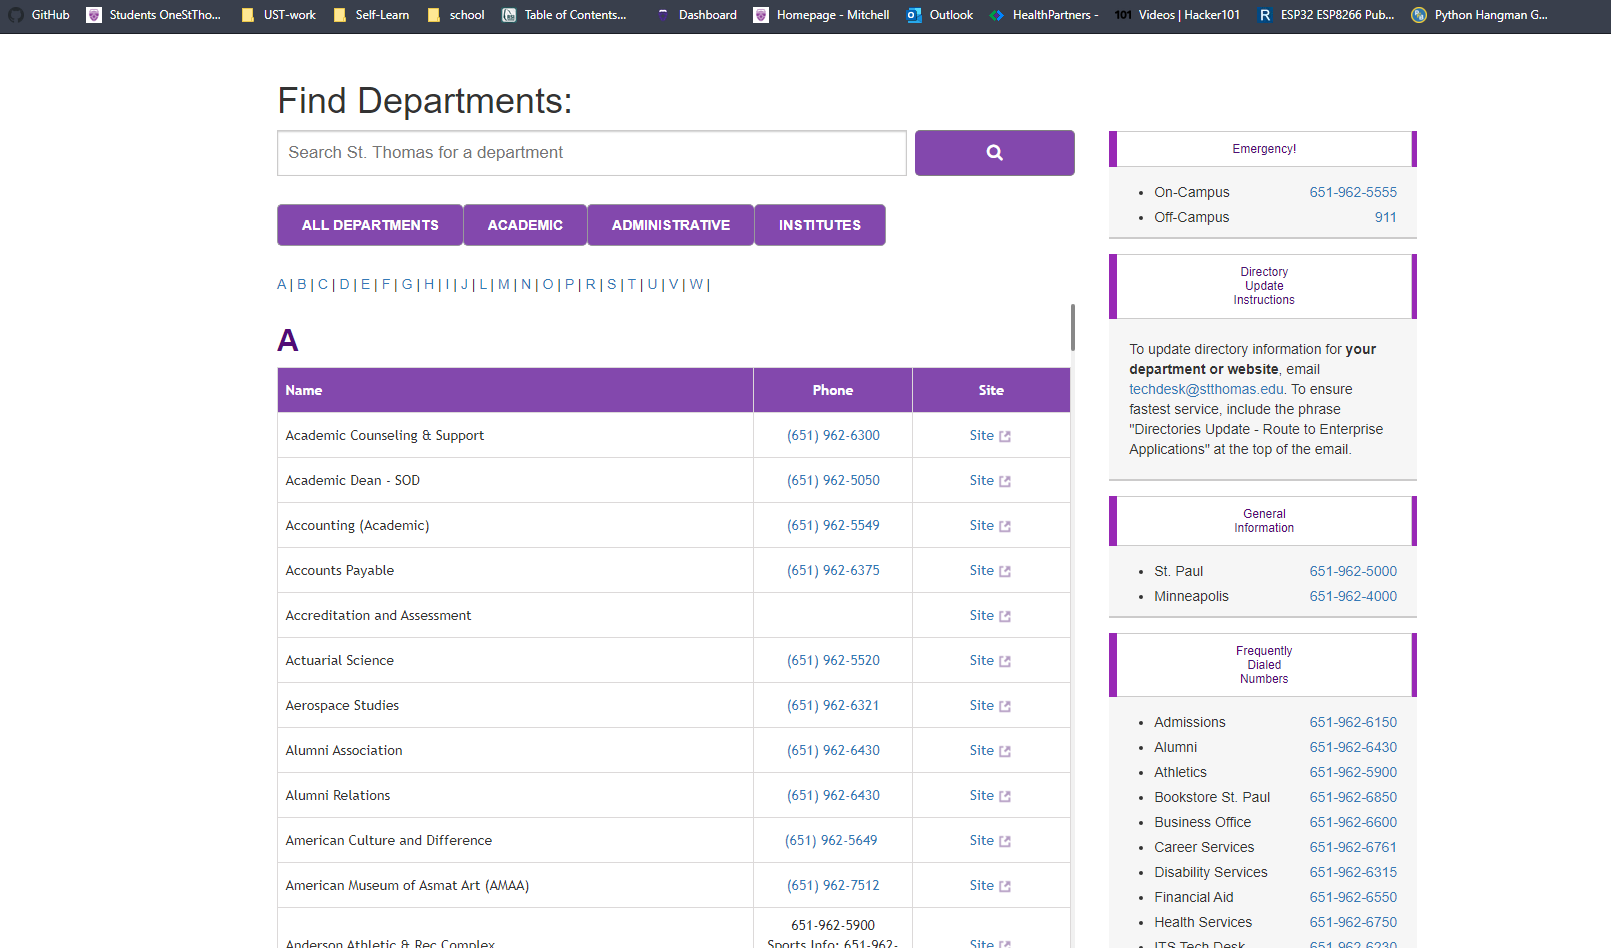 GitHub Students OneStTho... UST-work Self-Learn school Table of Contents... Dashboard Homepage - Mitchell Outlook HealthPartners - 101 Videos | Hacker101 R ESP32 ESP8266 Pub... Python Hangman G...
Find Departments:
Search St. Thomas for a department
ALL DEPARTMENTS ACADEMIC ADMINISTRATIVE INSTITUTES
A | B | C | D | E | F | G | H | I | J | L | M | N | O | P | R | S | T | U | V | W |
A
Name Phone Site
Academic Counseling & Support (651) 962-6300 Site
Academic Dean - SOD (651) 962-5050 Site
Accounting (Academic) (651) 962-5549 Site
Accounts Payable (651) 962-6375 Site
Accreditation and Assessment Site
Actuarial Science (651) 962-5520 Site
Aerospace Studies (651) 962-6321 Site
Alumni Association (651) 962-6430 Site
Alumni Relations (651) 962-6430 Site
American Culture and Difference (651) 962-5649 Site
American Museum of Asmat Art (AMAA) (651) 962-7512 Site
651-962-5900
Anderson Athletic & Rec Complex Sports Info: 651-962- Site
Emergency!
On-Campus 651-962-5555
Off-Campus 911
Directory
Update
Instructions
To update directory information for your
department or website, email
techdesk@stthomas.edu. To ensure
fastest service, include the phrase
"Directories Update - Route to Enterprise
Applications" at the top of the email.
General
Information
St. Paul 651-962-5000
Minneapolis 651-962-4000
Frequently
Dialed
Numbers
Admissions 651-962-6150
Alumni 651-962-6430
Athletics 651-962-5900
Bookstore St. Paul 651-962-6850
Business Office 651-962-6600
Career Services 651-962-6761
Disability Services 651-962-6315
Financial Aid 651-962-6550
Health Services 651-962-6750
ITS Tech Desk 651-962-6230